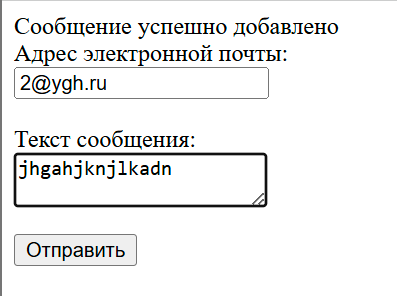 Сообщение успешно добавлено
Адрес электронной почты:
2@ygh.ru
Текст сообщения:
jhgahjknjlkadn
Отправить